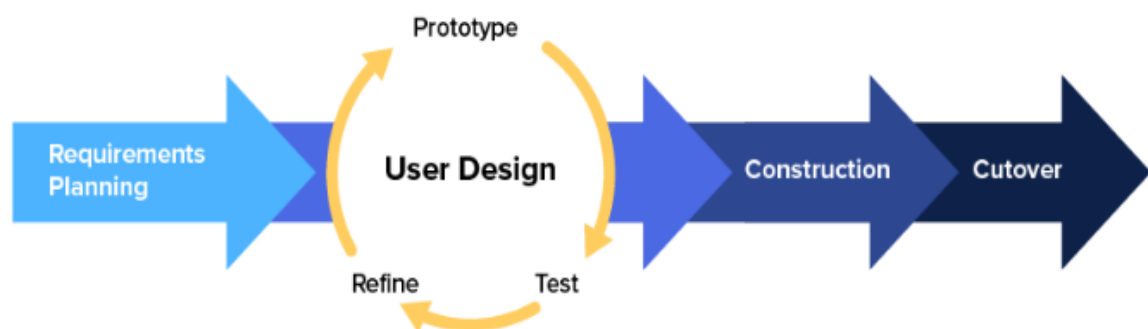 Prototype
Requirements
Planning
User Design
Construction
Cutover
Refine
Test